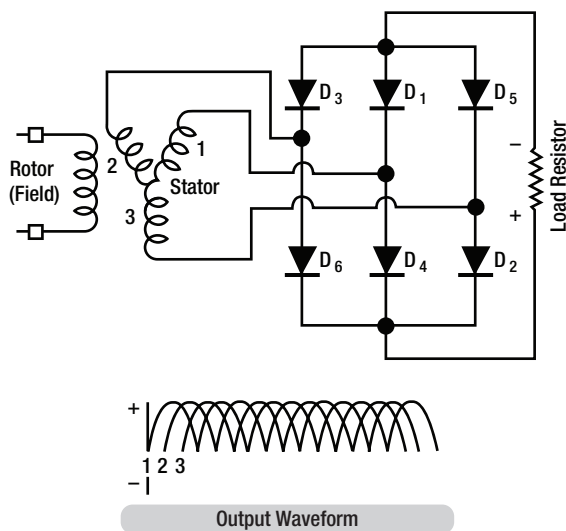 D3
D1
D5
1
2
Rotor
(Field)
Stator
3
−
+
Load Resistor
D6
D4
D2
+
1 2 3
−
Output Waveform